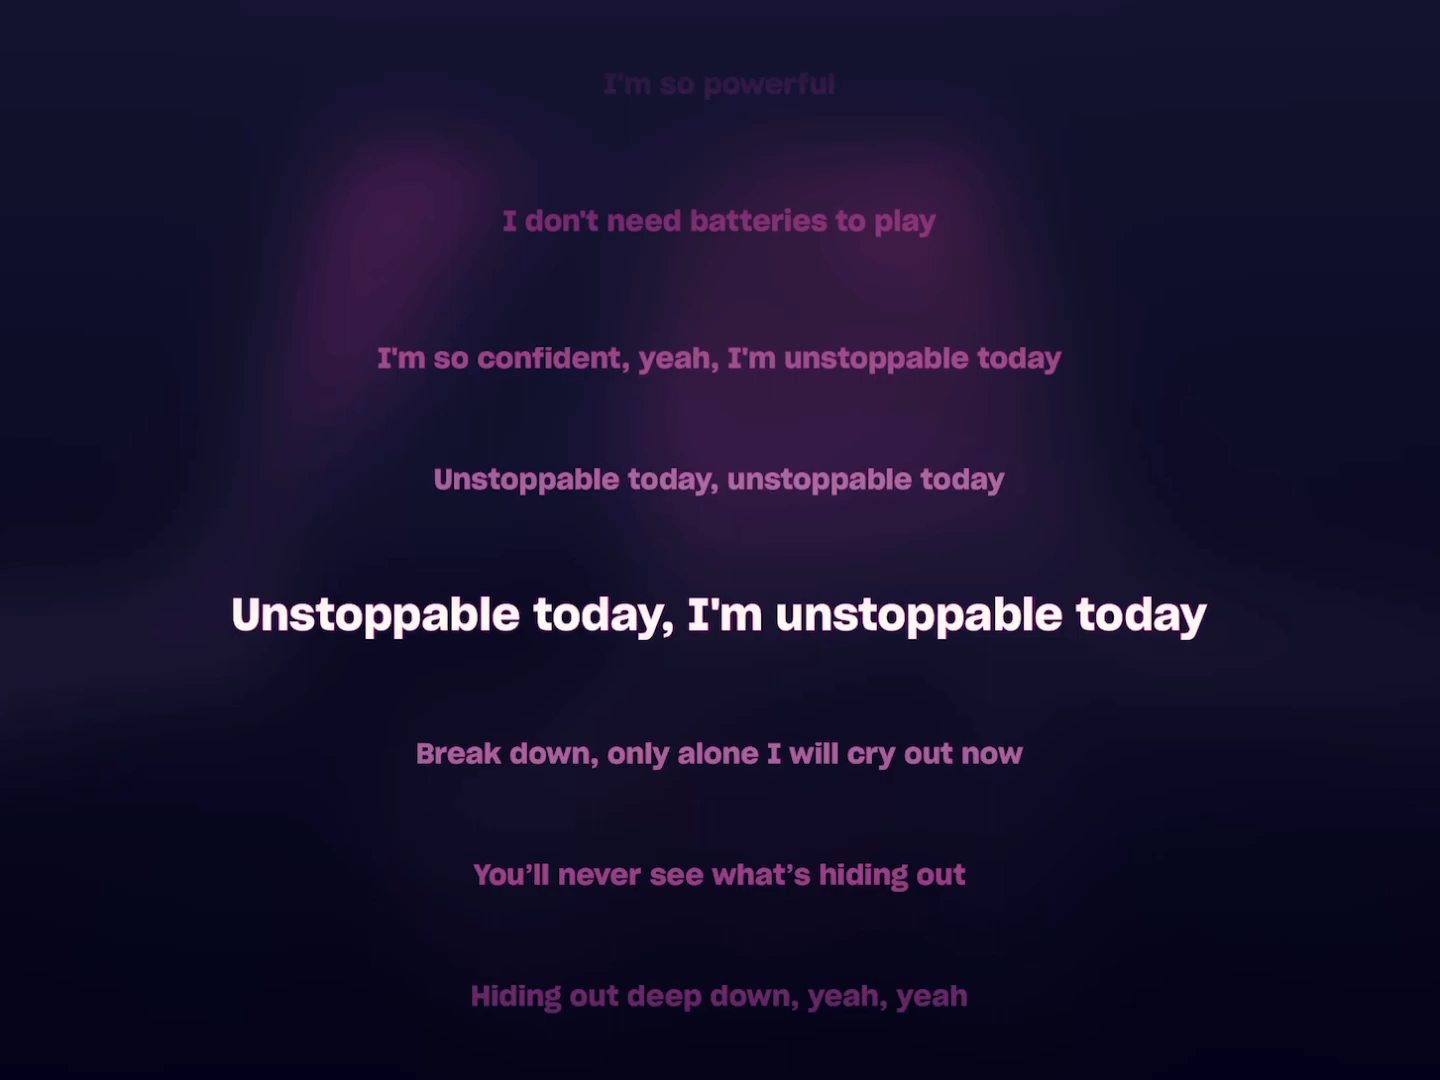 I'm so powerful
I don't need batteries to play
I'm so confident, yeah, I'm unstoppable today
Unstoppable today, unstoppable today
Unstoppable today, I'm unstoppable today
Break down, only alone I will cry out now
You’ll never see what’s hiding out
Hiding out deep down, yeah, yeah